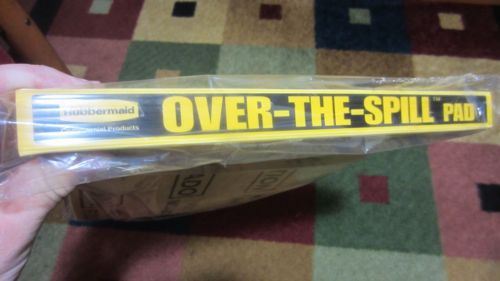 Rubbermaid
Commercial Products
OVER-THE-SPILL™ PAD